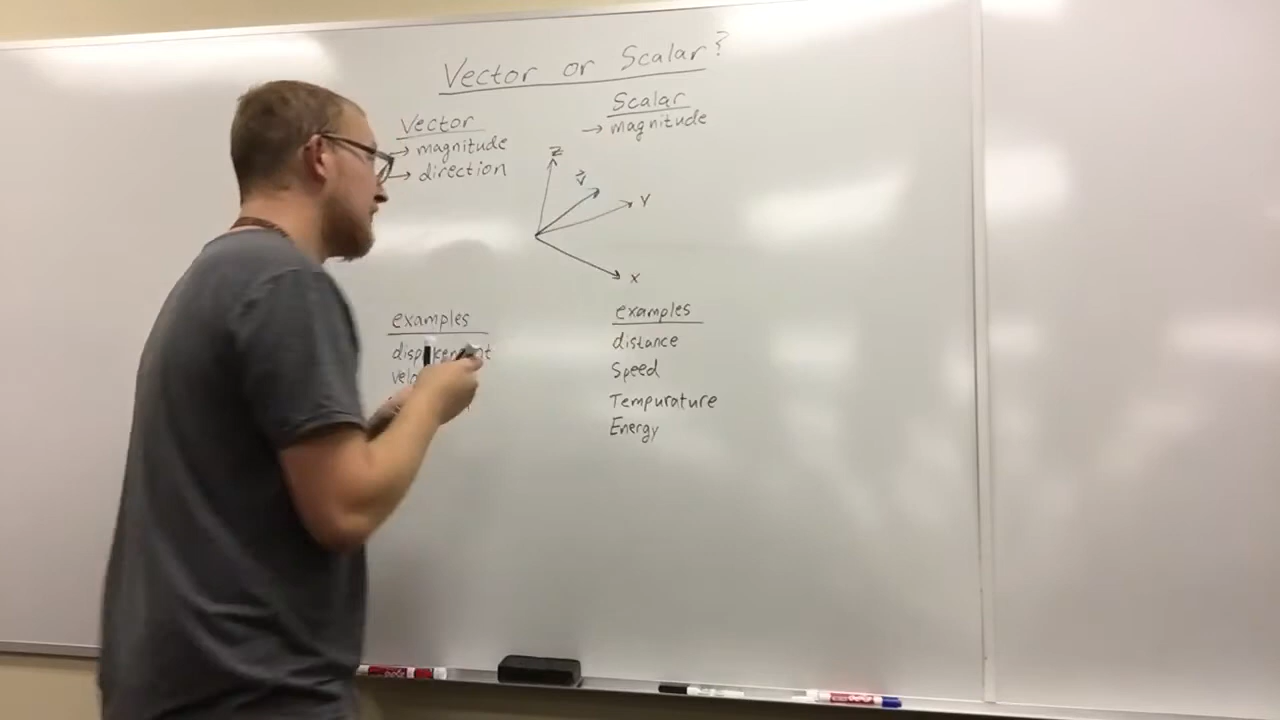 Vector or Scalar?
Vector
→ magnitude
→ direction
Scalar
→ magnitude
z
v⃗
y
x
examples
examples
distance
Speed
Tempurature
Energy